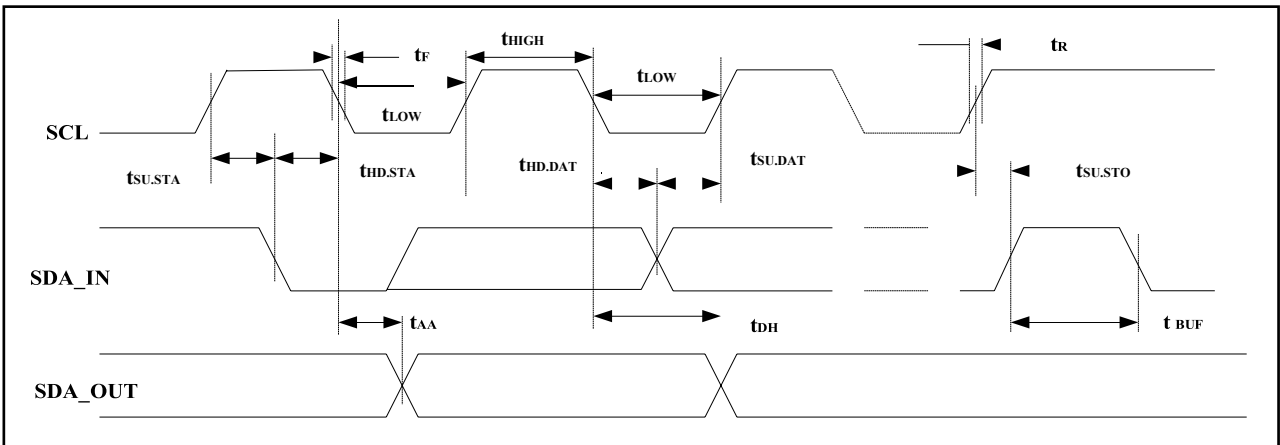 tF
tHIGH
tR
tLOW
tLOW
SCL
tSU.STA
tHD.STA
tHD.DAT
tSU.DAT
tSU.STO
SDA_IN
tAA
tDH
t BUF
SDA_OUT